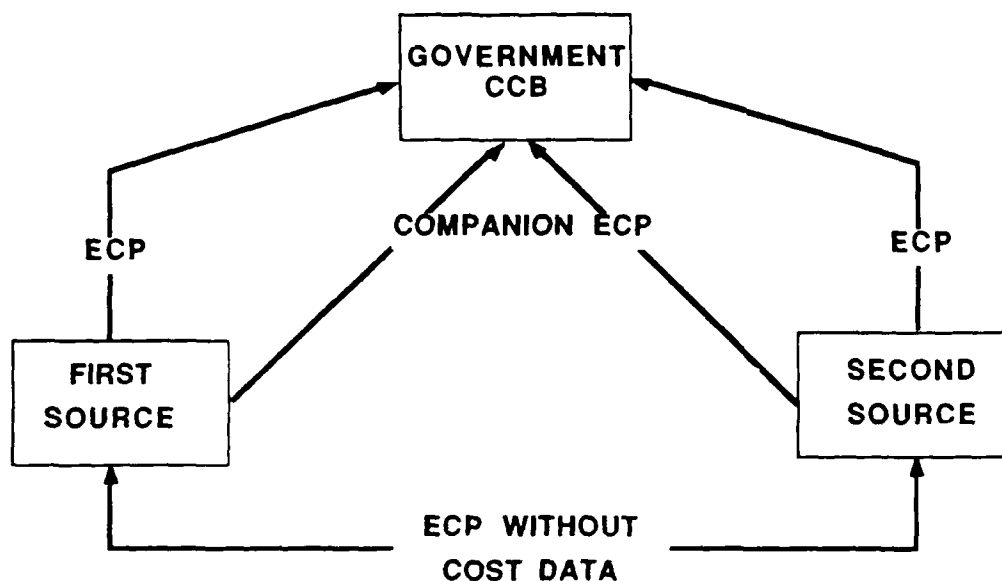 GOVERNMENT
CCB
COMPANION ECP
ECP
ECP
FIRST
SOURCE
SECOND
SOURCE
ECP WITHOUT
COST DATA